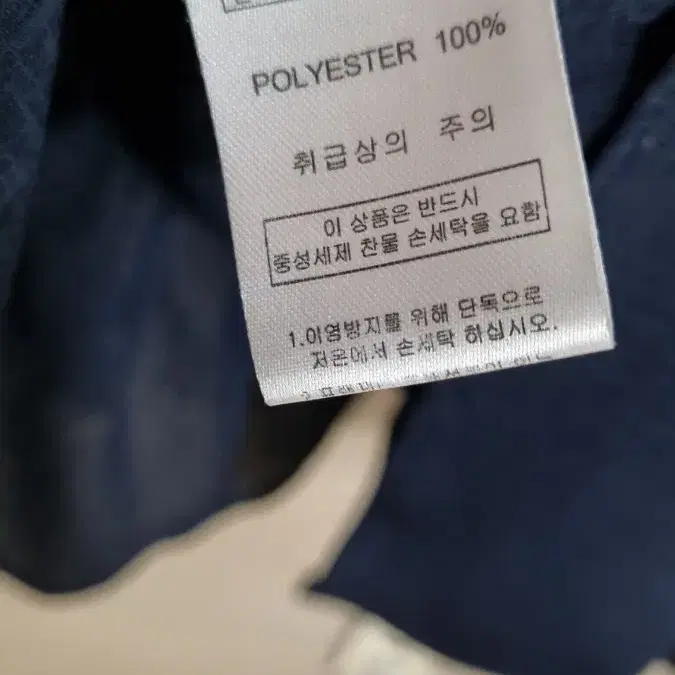 POLYESTER 100%
취급상의 주의
이 상품은 반드시
중성세제 찬물 손세탁을 요함
1.이영방지를 위해 단독으로
저온에서 손세탁 하십시오.